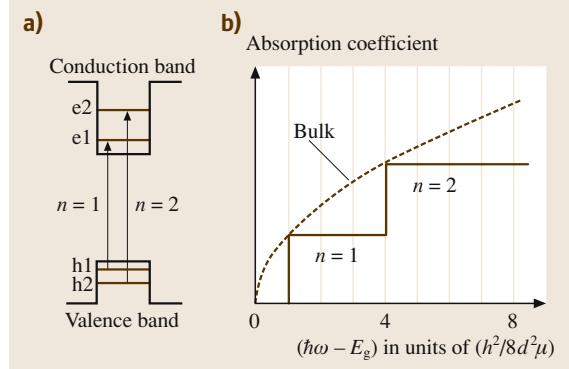 a)
Conduction band
e2
e1
n = 1
n = 2
h1
h2
Valence band
b)
Absorption coefficient
Bulk
n = 2
n = 1
0
4
8
(ℏω – Eg) in units of (h²/8d²μ)